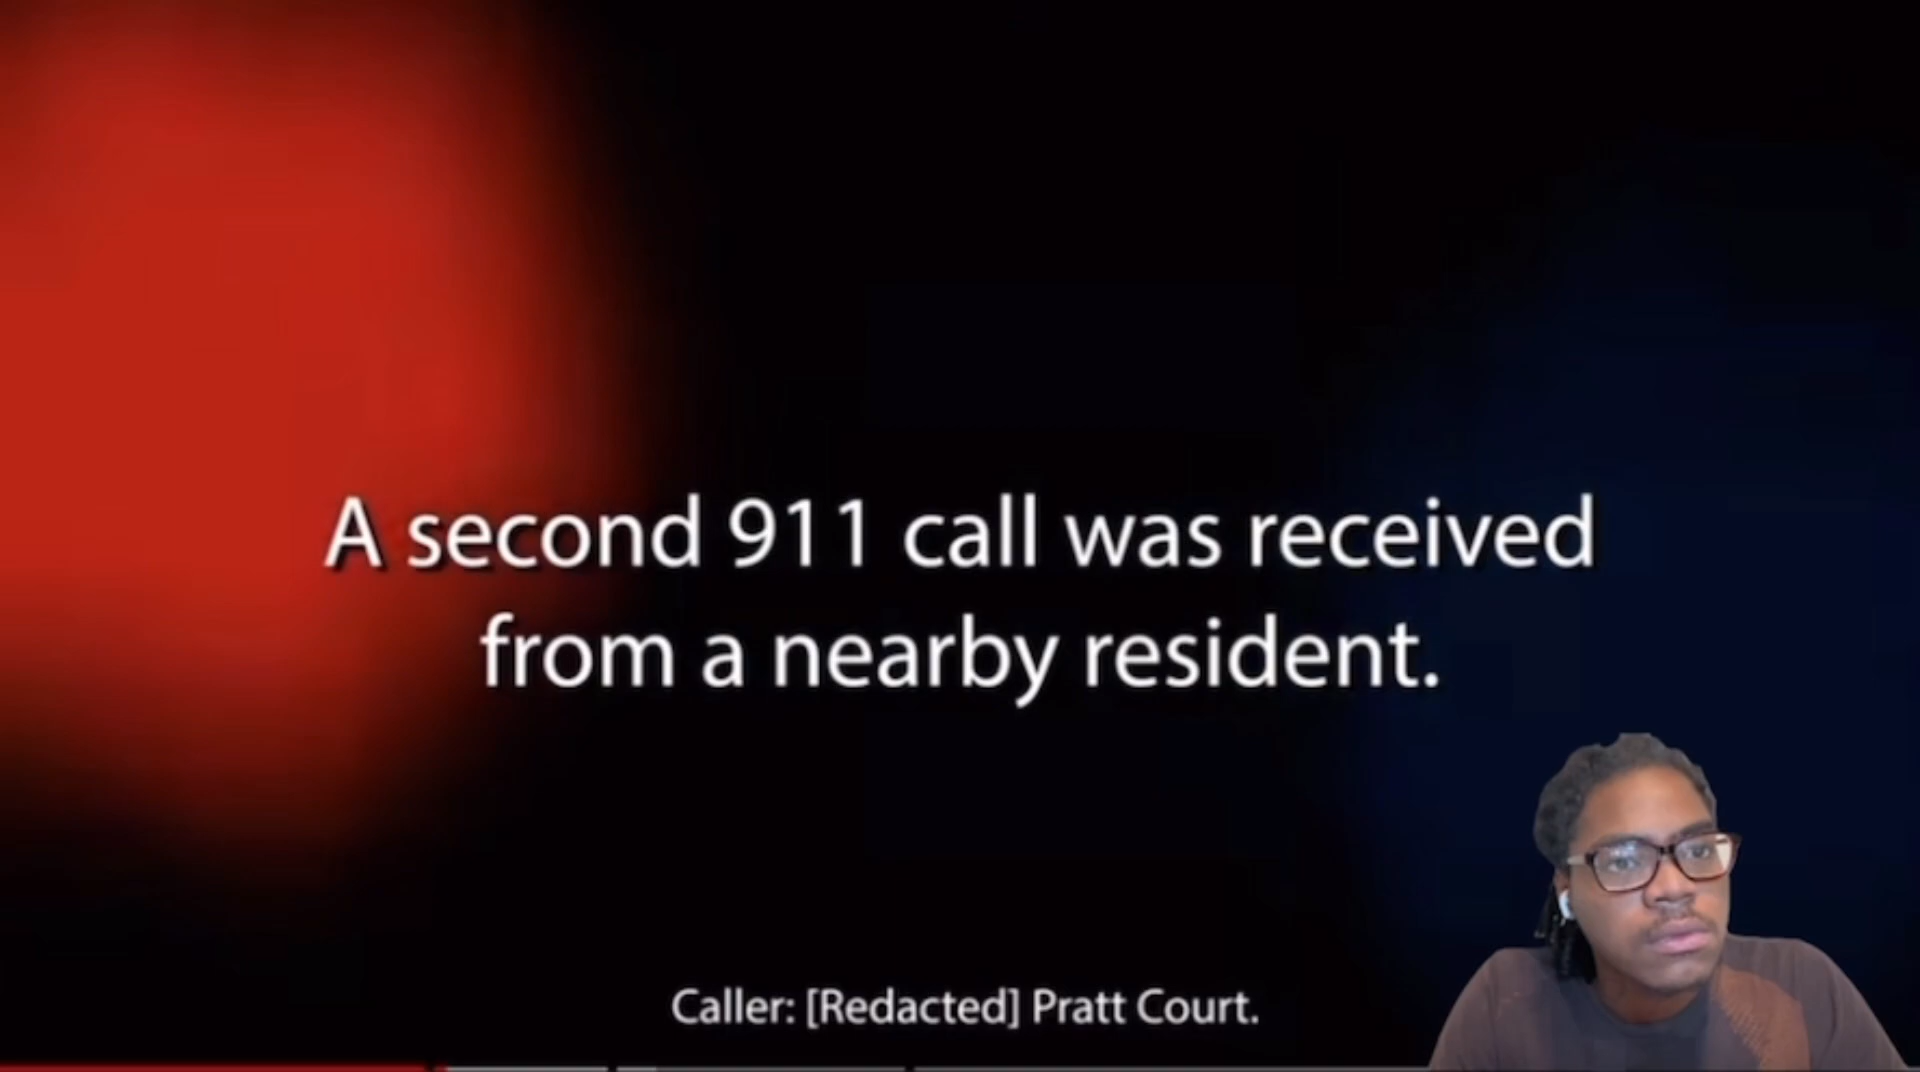 A second 911 call was received
from a nearby resident.
Caller: [Redacted] Pratt Court.